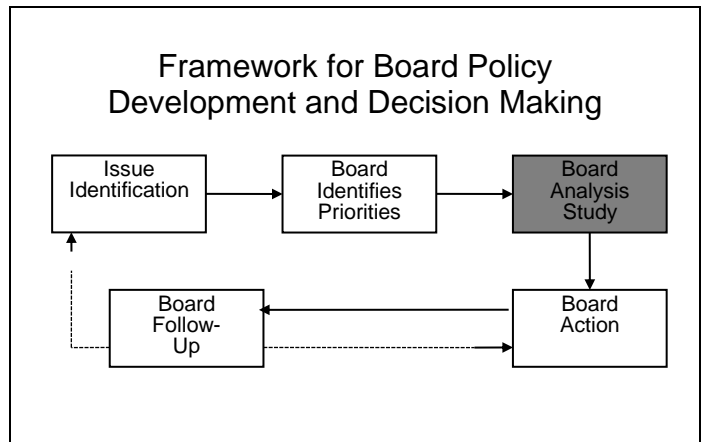 Framework for Board Policy
Development and Decision Making
Issue
Identification
Board
Identifies
Priorities
Board
Analysis
Study
Board
Follow-
Up
Board
Action